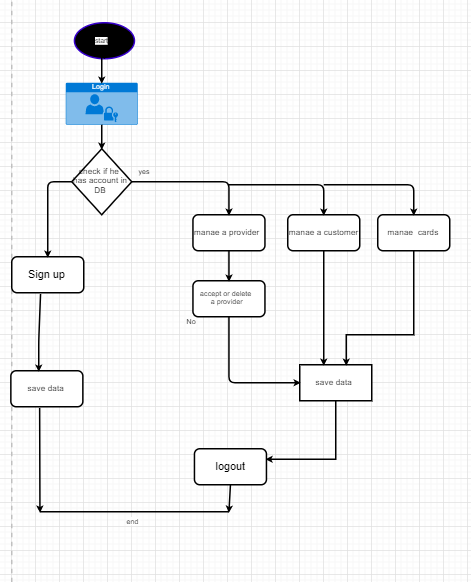 start
Login
check if he
has account in
DB
yes
manae a provider
manae a customer
manae cards
Sign up
accept or delete
a provider
No
save data
save data
logout
end